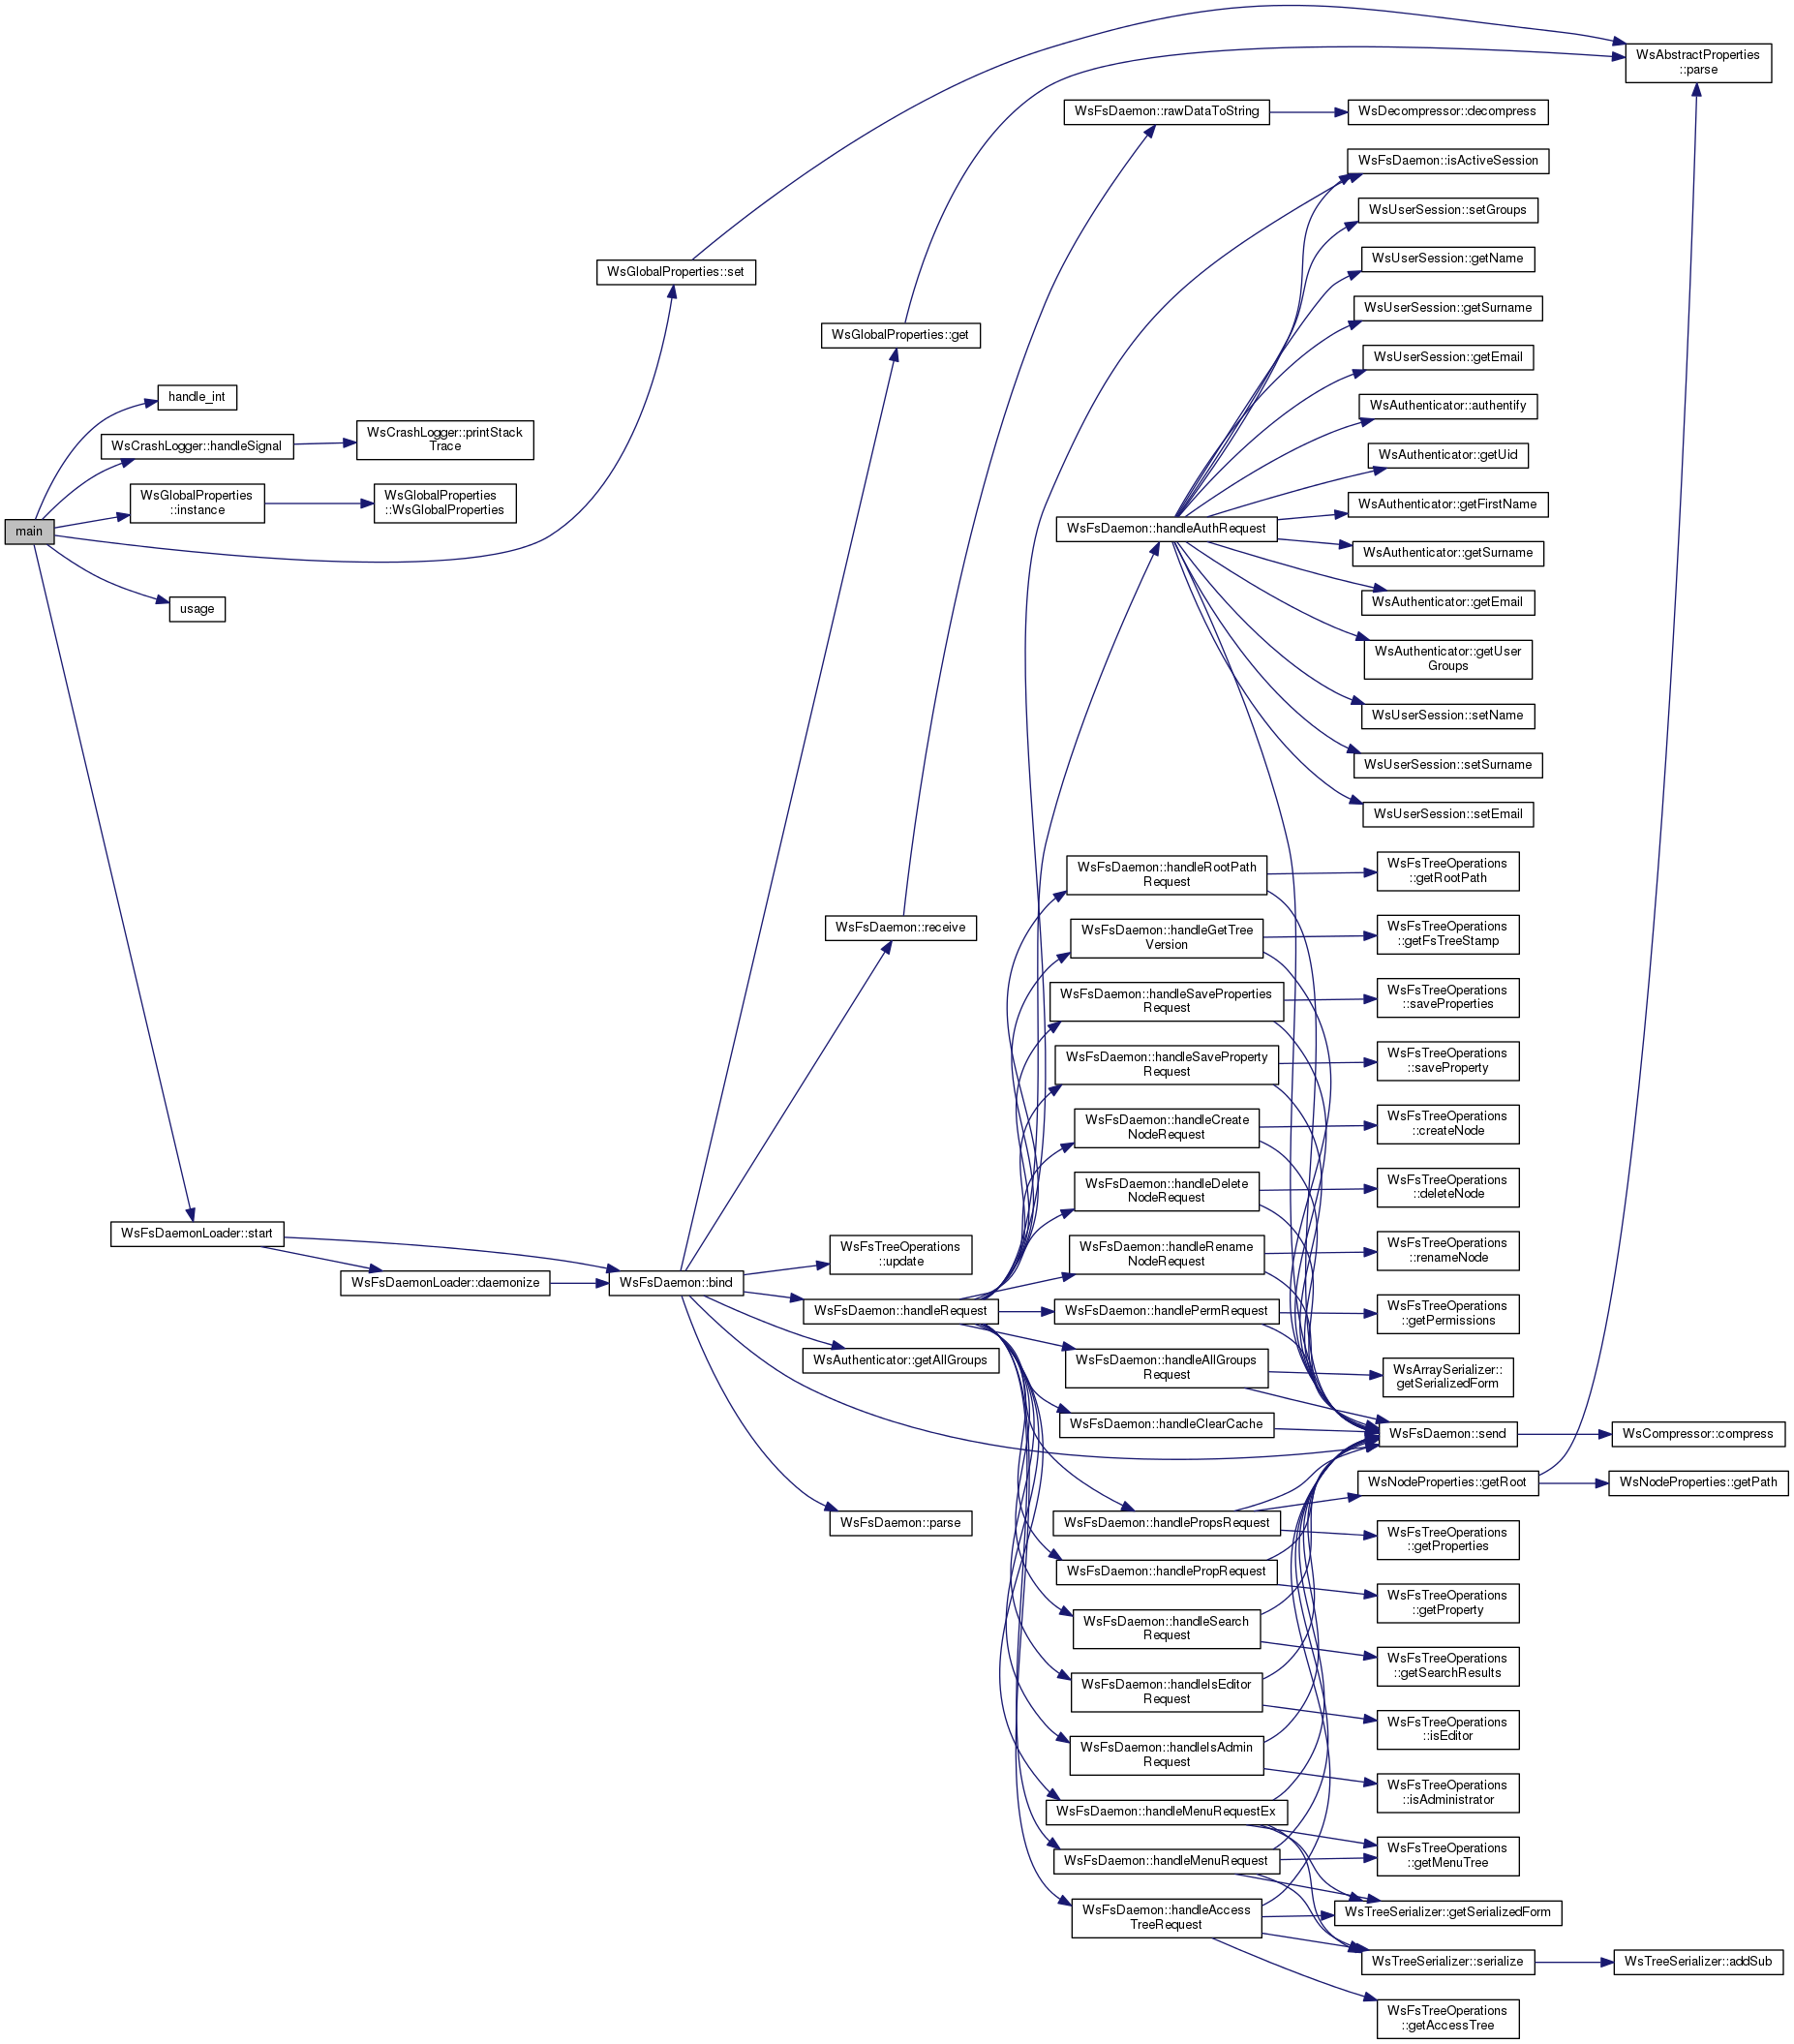 main
handle_int
WsCrashLogger::handleSignal
WsCrashLogger::printStack
Trace
WsGlobalProperties
::instance
WsGlobalProperties
::WsGlobalProperties
WsGlobalProperties::set
usage
WsFsDaemonLoader::start
WsFsDaemonLoader::daemonize
WsFsDaemon::bind
WsGlobalProperties::get
WsFsDaemon::receive
WsFsTreeOperations
::update
WsFsDaemon::handleRequest
WsAuthenticator::getAllGroups
WsFsDaemon::parse
WsFsDaemon::rawDataToString
WsFsDaemon::handleAuthRequest
WsFsDaemon::handleRootPath
Request
WsFsDaemon::handleGetTree
Version
WsFsDaemon::handleSaveProperties
Request
WsFsDaemon::handleSaveProperty
Request
WsFsDaemon::handleCreate
NodeRequest
WsFsDaemon::handleDelete
NodeRequest
WsFsDaemon::handleRename
NodeRequest
WsFsDaemon::handlePermRequest
WsFsDaemon::handleAllGroups
Request
WsFsDaemon::handleClearCache
WsFsDaemon::handlePropsRequest
WsFsDaemon::handlePropRequest
WsFsDaemon::handleSearch
Request
WsFsDaemon::handleIsEditor
Request
WsFsDaemon::handleIsAdmin
Request
WsFsDaemon::handleMenuRequestEx
WsFsDaemon::handleMenuRequest
WsFsDaemon::handleAccess
TreeRequest
WsAbstractProperties
::parse
WsDecompressor::decompress
WsFsDaemon::isActiveSession
WsUserSession::setGroups
WsUserSession::getName
WsUserSession::getSurname
WsUserSession::getEmail
WsAuthenticator::authentify
WsAuthenticator::getUid
WsAuthenticator::getFirstName
WsAuthenticator::getSurname
WsAuthenticator::getEmail
WsAuthenticator::getUser
Groups
WsUserSession::setName
WsUserSession::setSurname
WsUserSession::setEmail
WsFsTreeOperations
::getRootPath
WsFsTreeOperations
::getFsTreeStamp
WsFsTreeOperations
::saveProperties
WsFsTreeOperations
::saveProperty
WsFsTreeOperations
::createNode
WsFsTreeOperations
::deleteNode
WsFsTreeOperations
::renameNode
WsFsTreeOperations
::getPermissions
WsArraySerializer::
getSerializedForm
WsFsDaemon::send
WsCompressor::compress
WsNodeProperties::getRoot
WsNodeProperties::getPath
WsFsTreeOperations
::getProperties
WsFsTreeOperations
::getProperty
WsFsTreeOperations
::getSearchResults
WsFsTreeOperations
::isEditor
WsFsTreeOperations
::isAdministrator
WsFsTreeOperations
::getMenuTree
WsTreeSerializer::getSerializedForm
WsTreeSerializer::serialize
WsTreeSerializer::addSub
WsFsTreeOperations
::getAccessTree